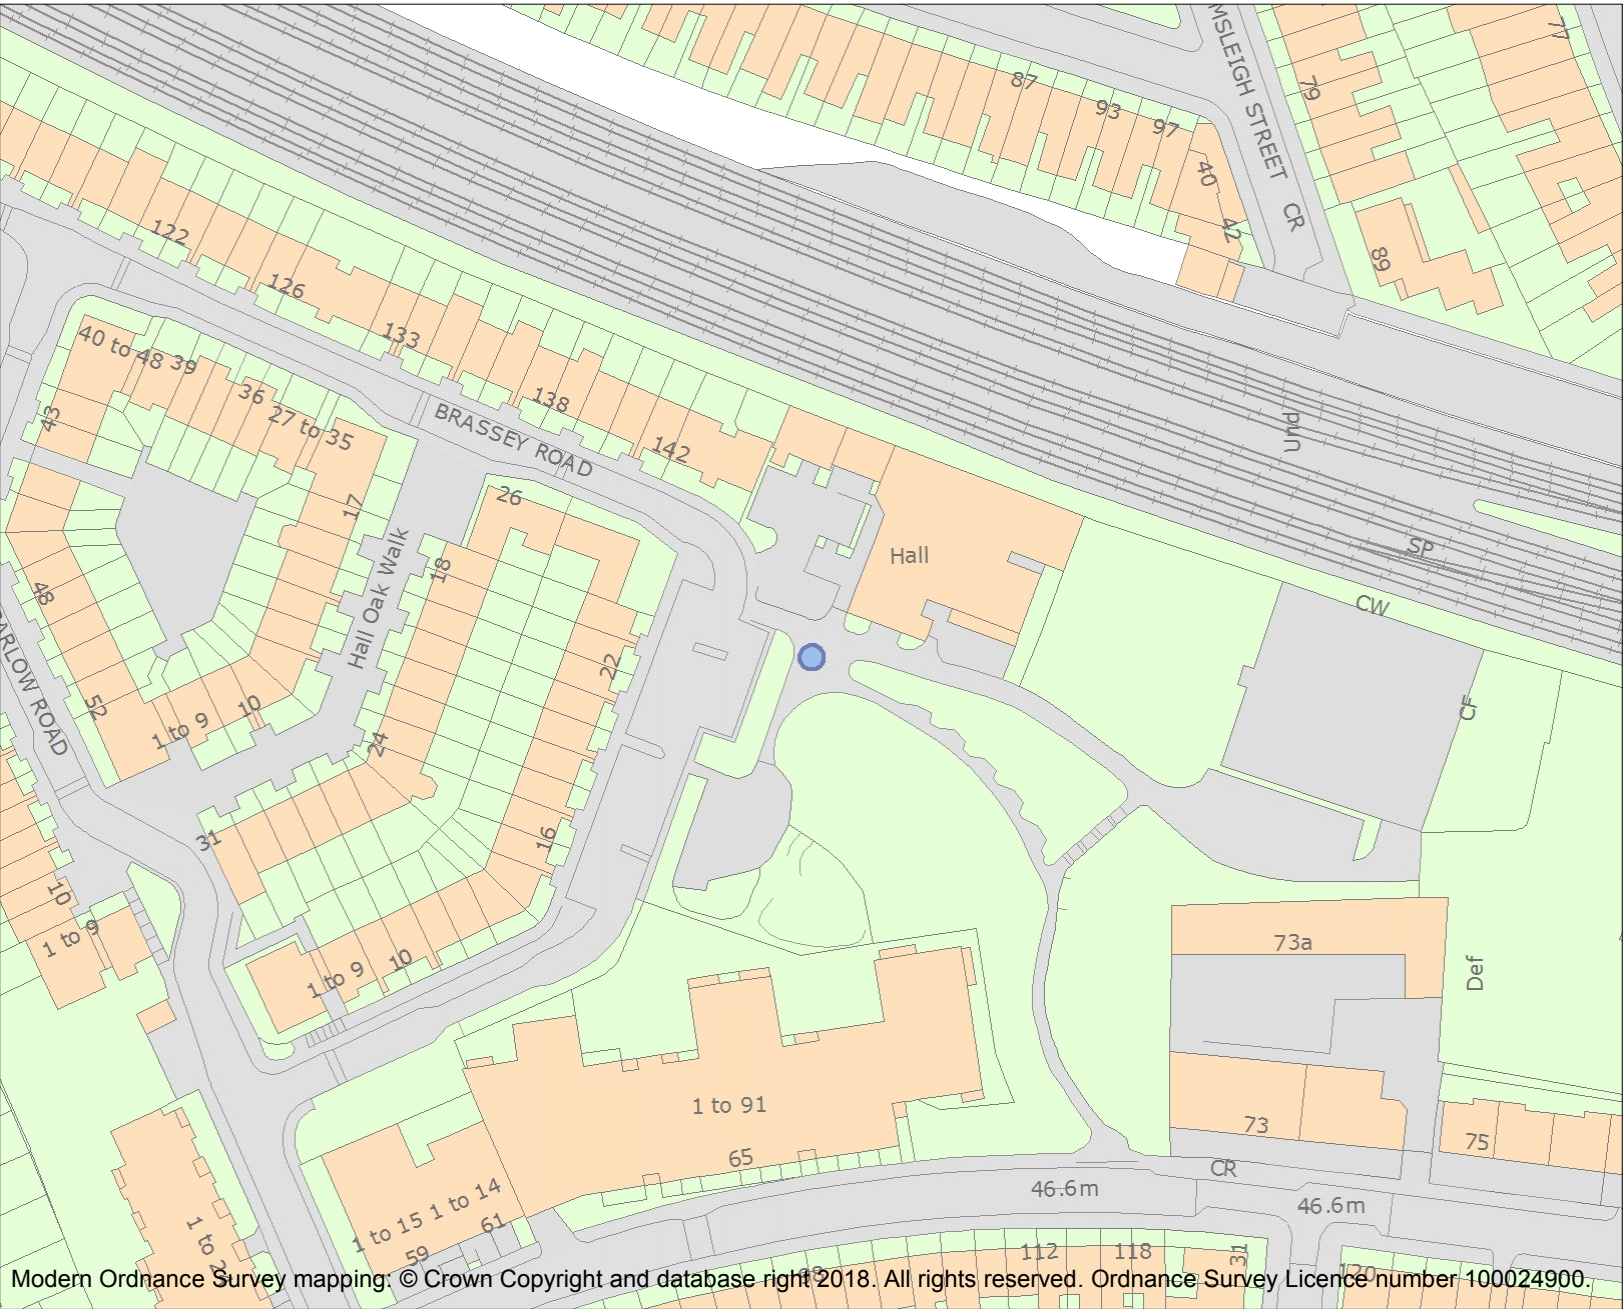 MSLEIGH STREET
77
87
79
93
97
40
CR
42
89
122
126
133
40 to 48
39
36
27 to 35
138
43
BRASSEY ROAD
142
Und
26
17
Hall
SP
18
CW
48
Hall Oak Walk
ARLOW ROAD
22
CF
52
10
1 to 9
24
31
16
10
1 to 9
73a
10
1 to 9
Def
1 to 91
73
75
65
CR
46.6m
46.6m
1 to 15
1 to 14
61
59
112
118
31
120
98
Modern Ordnance Survey mapping: © Crown Copyright and database right 2018. All rights reserved. Ordnance Survey Licence number 100024900.